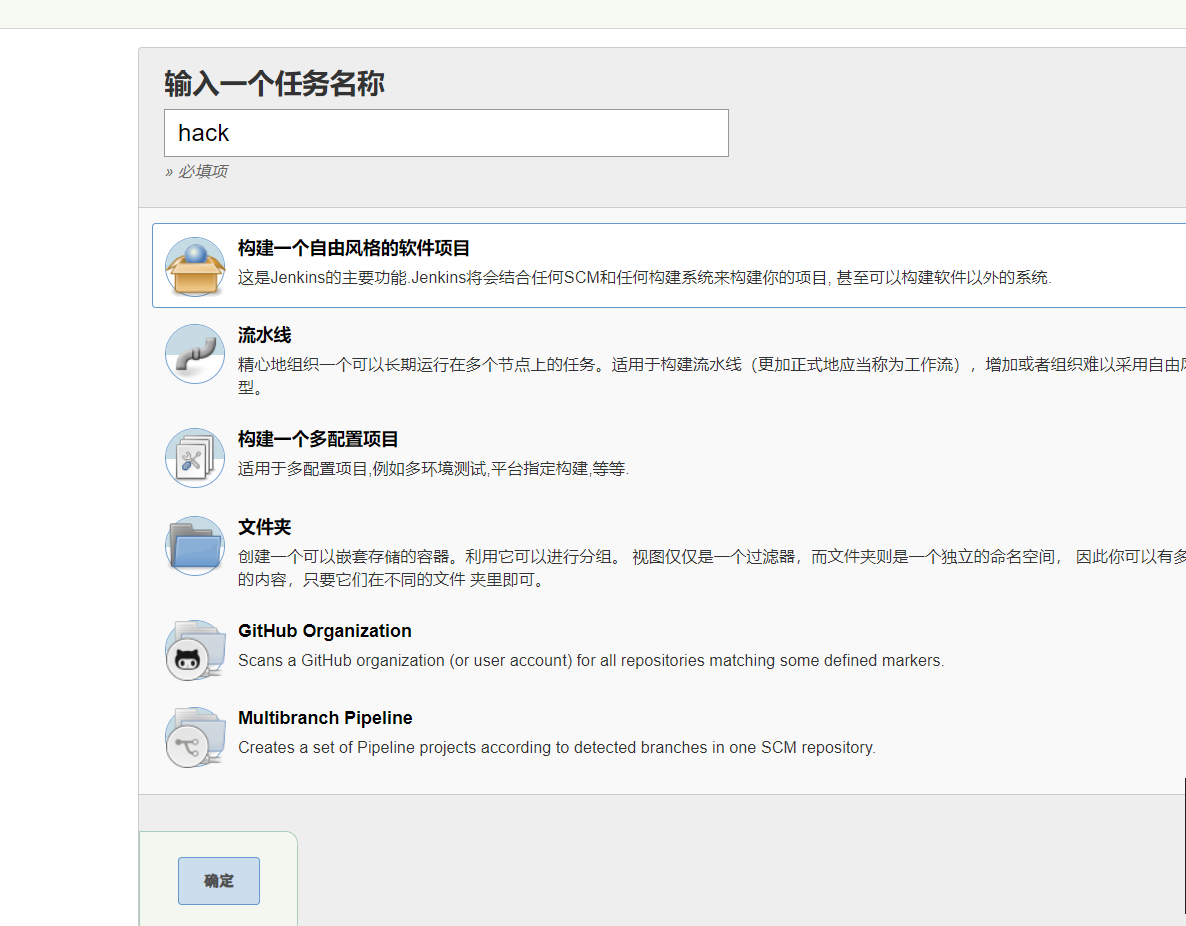 输入一个任务名称
hack
» 必填项
构建一个自由风格的软件项目
这是Jenkins的主要功能.Jenkins将会结合任何SCM和任何构建系统来构建你的项目, 甚至可以构建软件以外的系统.
流水线
精心地组织一个可以长期运行在多个节点上的任务。适用于构建流水线（更加正式地应当称为工作流），增加或者组织难以采用自由
型。
构建一个多配置项目
适用于多配置项目,例如多环境测试,平台指定构建,等等.
文件夹
创建一个可以嵌套存储的容器。利用它可以进行分组。 视图仅仅是一个过滤器，而文件夹则是一个独立的命名空间， 因此你可以有多
的内容，只要它们在不同的文件 夹里即可。
GitHub Organization
Scans a GitHub organization (or user account) for all repositories matching some defined markers.
Multibranch Pipeline
Creates a set of Pipeline projects according to detected branches in one SCM repository.
确定